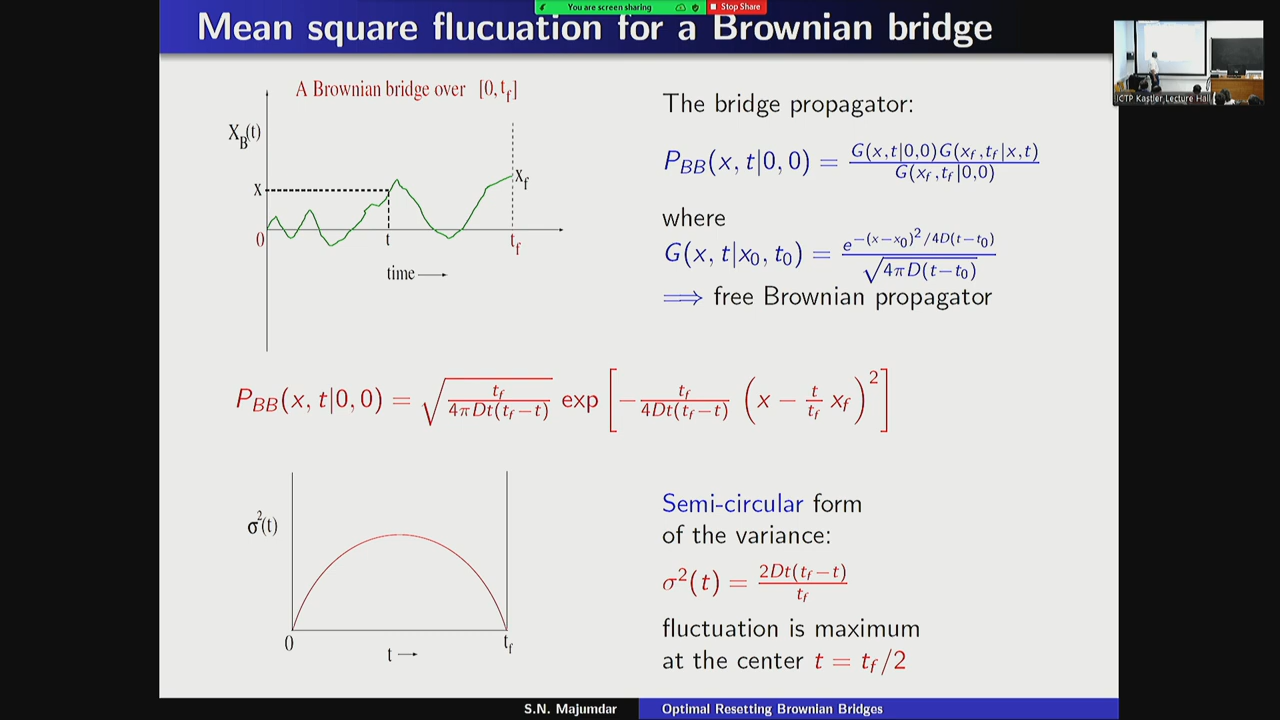 You are screen sharing
Stop Share
Mean square flucuation for a Brownian bridge
A Brownian bridge over [0,t_f]
X_B(t)
x
x_f
0
t
t_f
time
The bridge propagator:
P_BB(x, t|0, 0) = G(x,t|0,0)G(x_f,t_f|x,t) / G(x_f,t_f|0,0)
where
G(x, t|x_0, t_0) = e^{-(x-x_0)^2/4D(t-t_0)} / √(4πD(t-t_0))
⟹ free Brownian propagator
P_BB(x, t|0, 0) = √(t_f / 4πDt(t_f-t)) exp[-t_f / 4Dt(t_f-t) (x - t/t_f x_f)^2]
σ^2(t)
0
t_f
t
Semi-circular form
of the variance:
σ^2(t) = 2Dt(t_f-t) / t_f
fluctuation is maximum
at the center t = t_f/2
S.N. Majumdar
Optimal Resetting Brownian Bridges
ICTP Kastler Lecture Hall